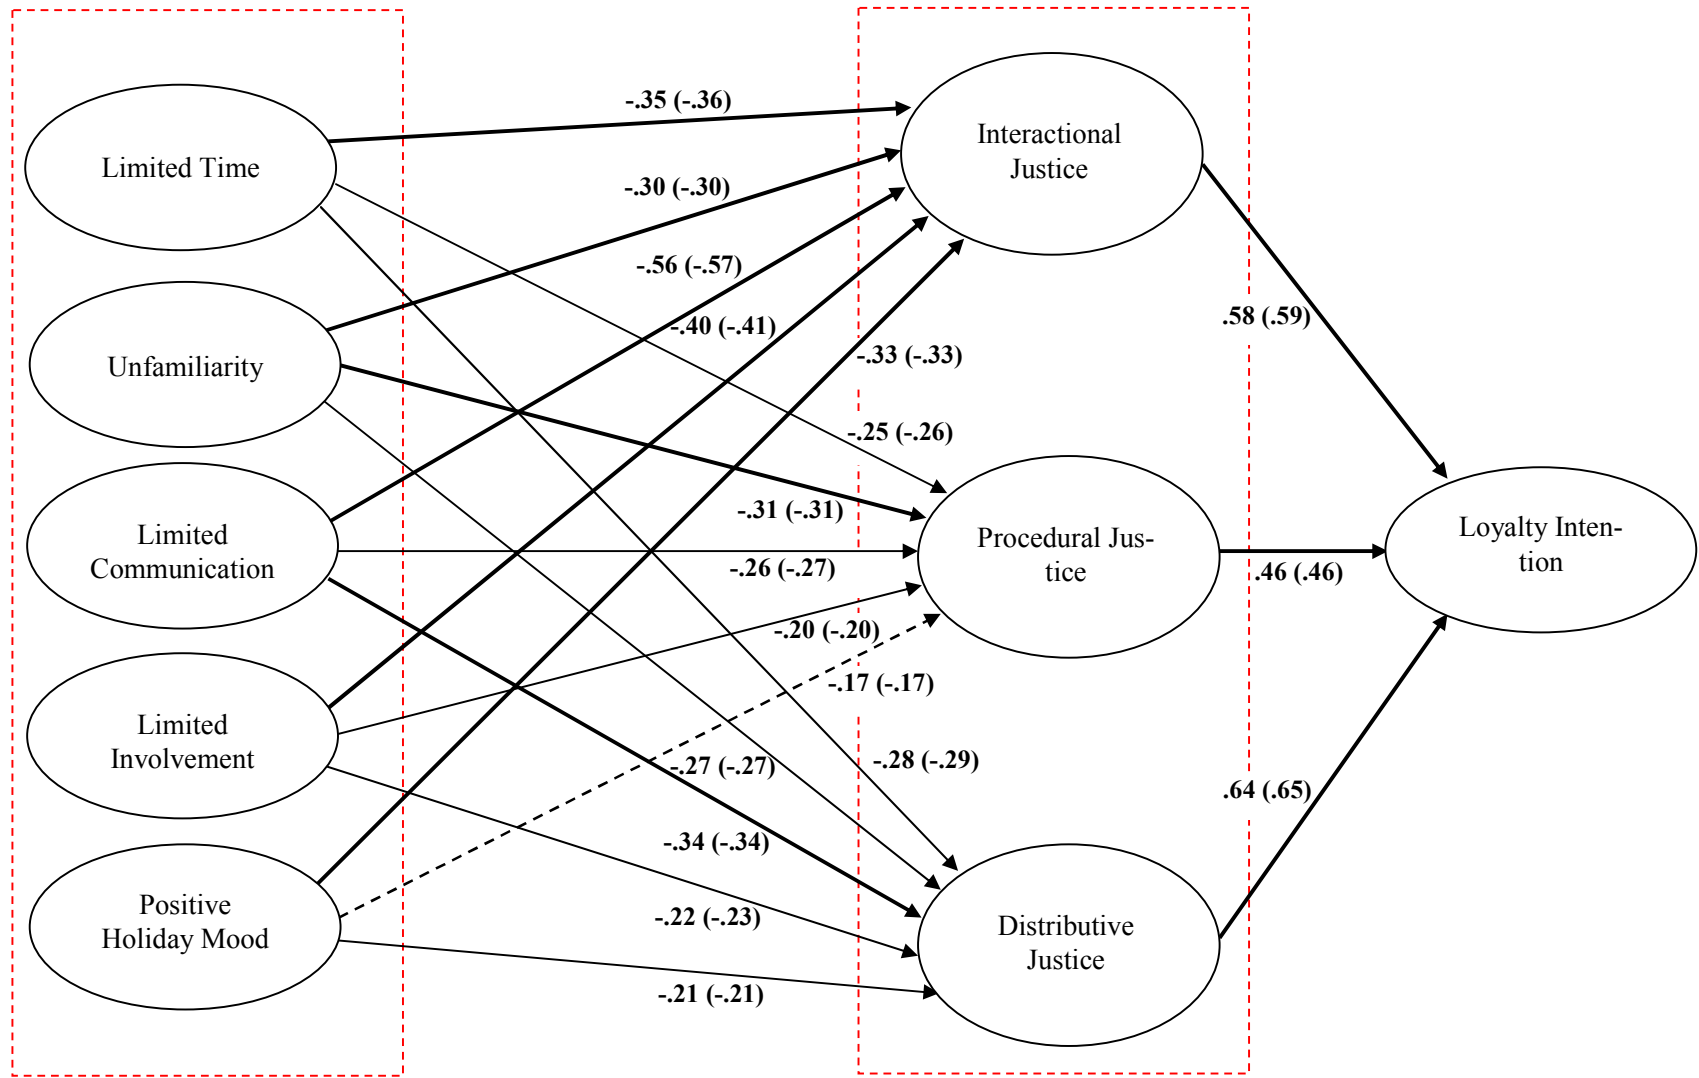 Limited Time
Unfamiliarity
Limited
Communication
Limited
Involvement
Positive
Holiday Mood
-.35 (-.36)
-.30 (-.30)
-.56 (-.57)
-.40 (-.41)
-.33 (-.33)
-.25 (-.26)
-.31 (-.31)
-.26 (-.27)
-.20 (-.20)
-.17 (-.17)
-.28 (-.29)
-.27 (-.27)
-.34 (-.34)
-.22 (-.23)
-.21 (-.21)
Interactional
Justice
Procedural Jus-
tice
Distributive
Justice
.58 (.59)
.46 (.46)
.64 (.65)
Loyalty Inten-
tion